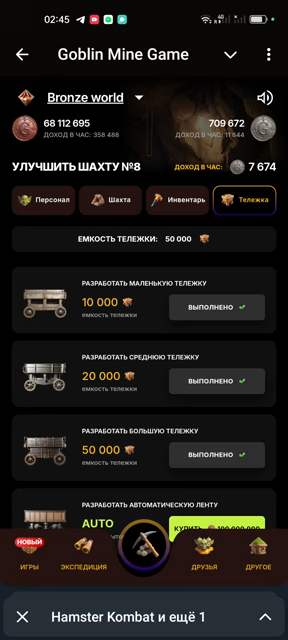 02:45
Goblin Mine Game
Bronze world
68 112 695
ДОХОД В ЧАС: 358 488
709 672
ДОХОД В ЧАС: 11 844
УЛУЧШИТЬ ШАХТУ №8
ДОХОД В ЧАС: 7 674
Персонал
Шахта
Инвентарь
Тележка
ЕМКОСТЬ ТЕЛЕЖКИ: 50 000
РАЗРАБОТАТЬ МАЛЕНЬКУЮ ТЕЛЕЖКУ
10 000
емкость тележки
ВЫПОЛНЕНО
РАЗРАБОТАТЬ СРЕДНЮЮ ТЕЛЕЖКУ
20 000
емкость тележки
ВЫПОЛНЕНО
РАЗРАБОТАТЬ БОЛЬШУЮ ТЕЛЕЖКУ
50 000
емкость тележки
ВЫПОЛНЕНО
РАЗРАБОТАТЬ АВТОМАТИЧЕСКУЮ ЛЕНТУ
AUTO
КУПИТЬ
НОВЫЙ
ИГРЫ
ЭКСПЕДИЦИЯ
ДРУЗЬЯ
ДРУГОЕ
Hamster Kombat и ещё 1